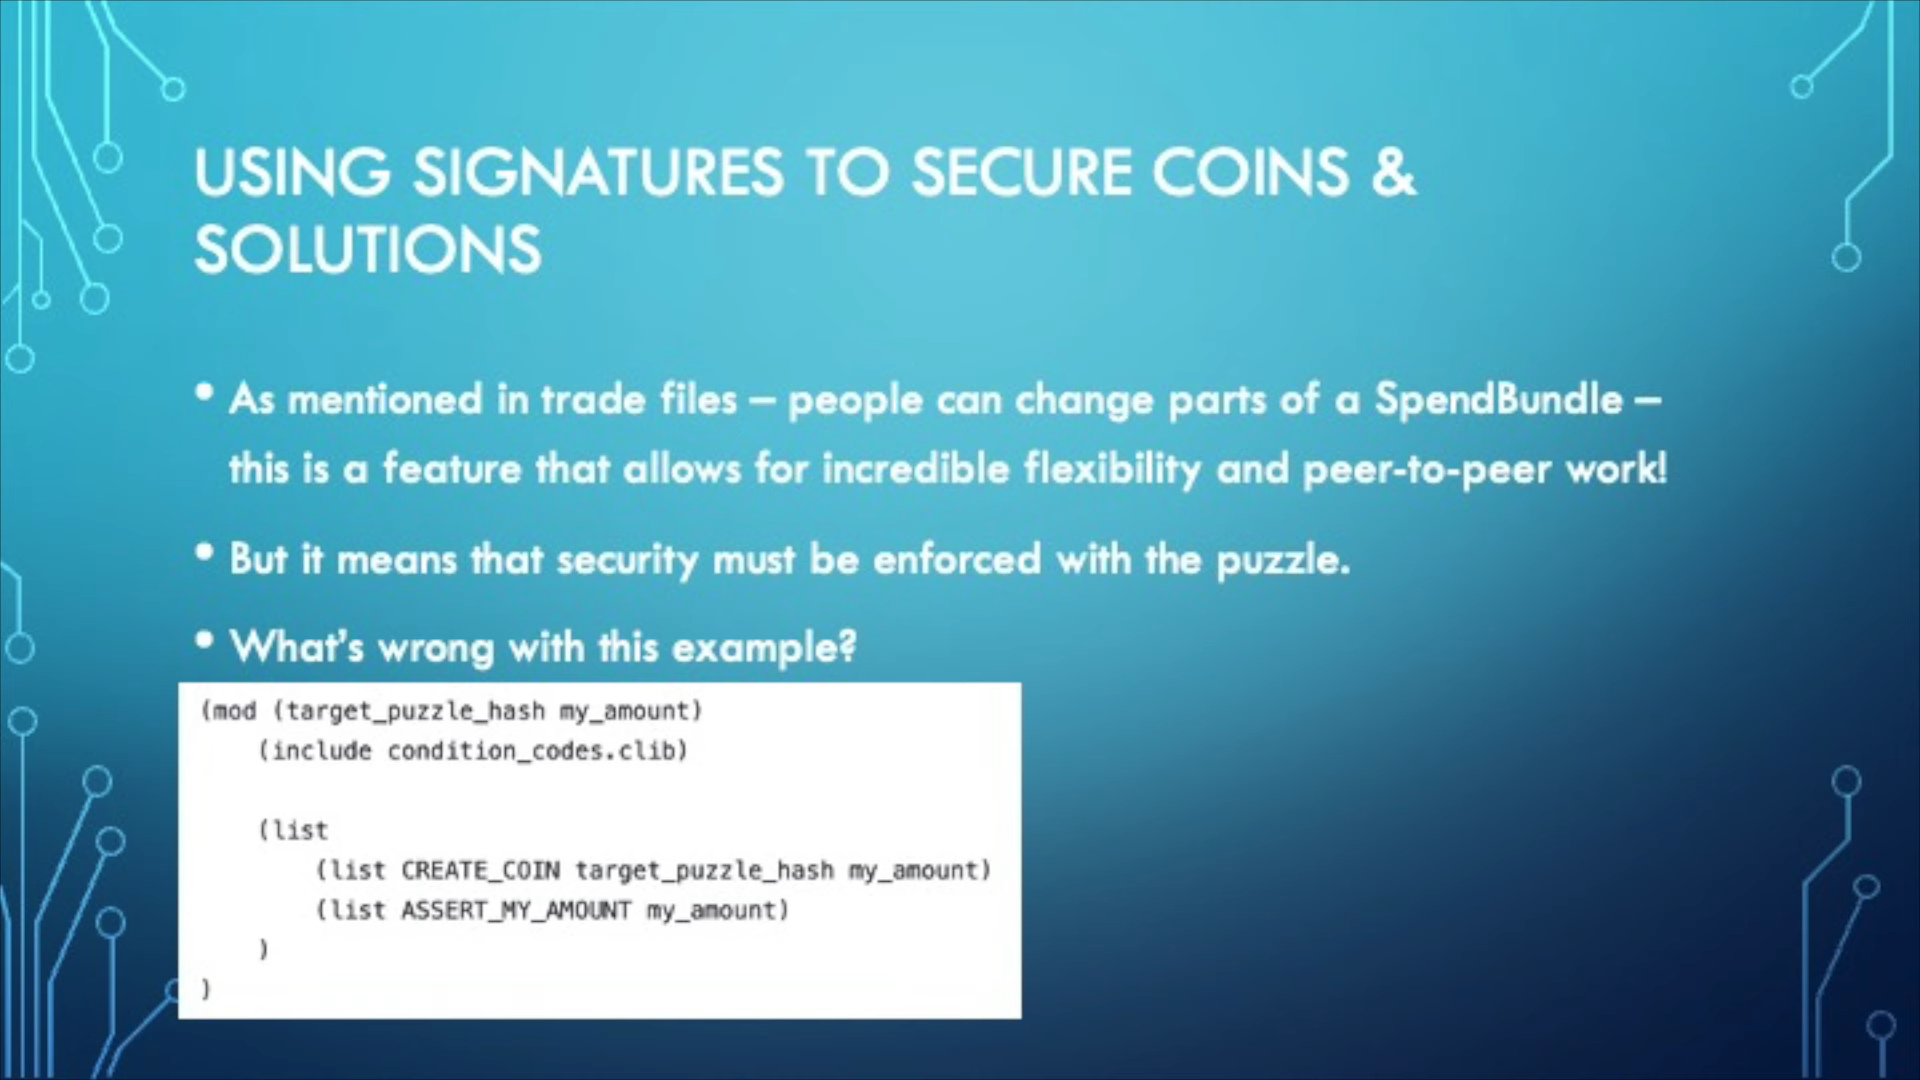 USING SIGNATURES TO SECURE COINS &
SOLUTIONS
• As mentioned in trade files – people can change parts of a SpendBundle –
this is a feature that allows for incredible flexibility and peer-to-peer work!
• But it means that security must be enforced with the puzzle.
• What's wrong with this example?
(mod (target_puzzle_hash my_amount)
    (include condition_codes.clib)
    (list
        (list CREATE_COIN target_puzzle_hash my_amount)
        (list ASSERT_MY_AMOUNT my_amount)
    )
)